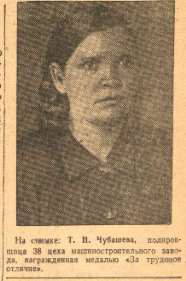 На снимке: Т. Н. Чубашева, полиров-
щица 38 цеха машиностроительного заво-
да, награжденная медалью «За трудовое
отличие».